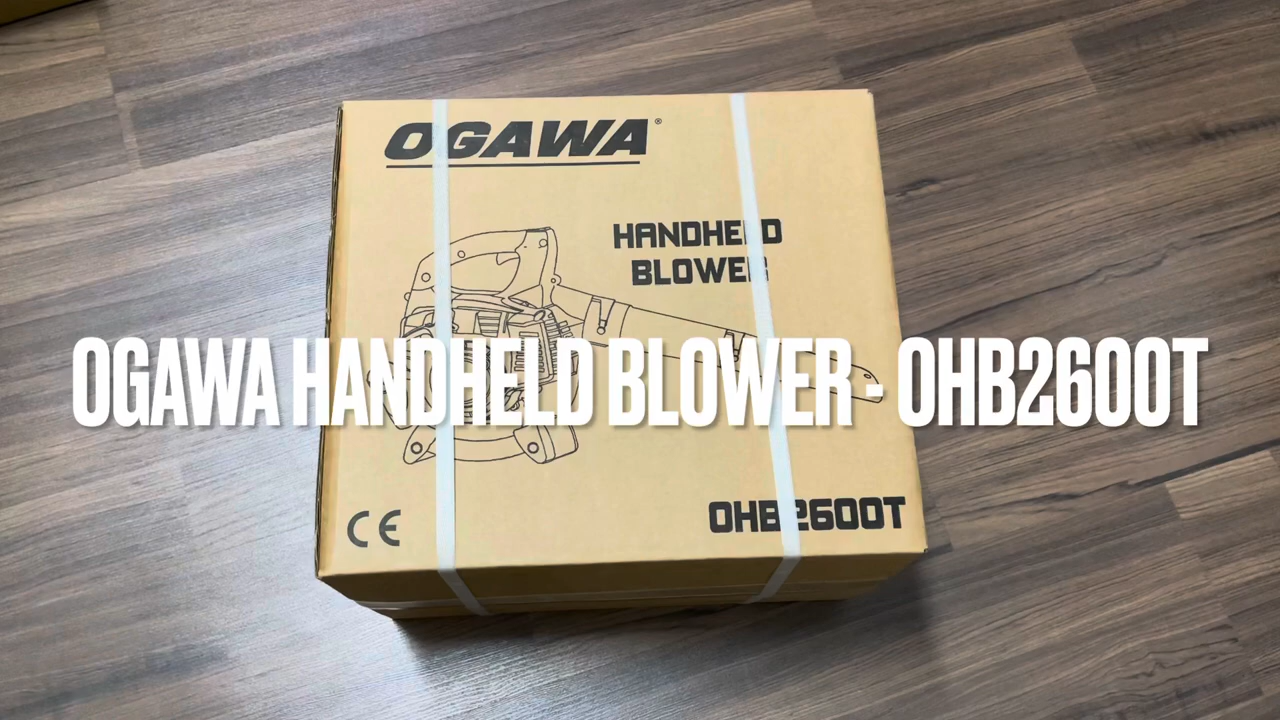 OGAWA®
HANDHELD
BLOWER
OGAWA HANDHELD BLOWER - OHB2600T
OHB2600T
CE